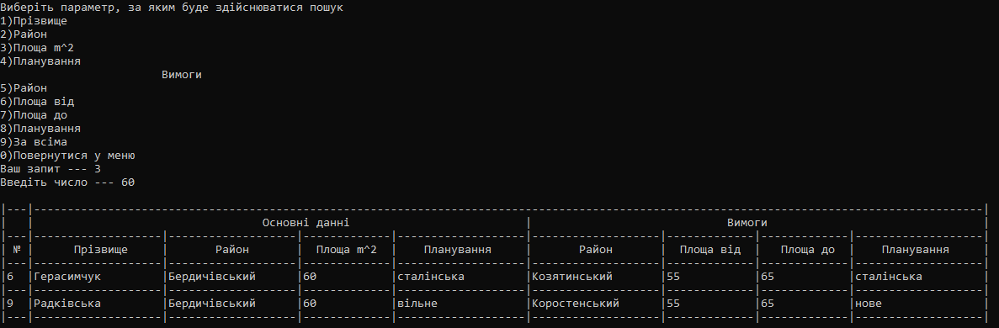 Виберіть параметр, за яким буде здійснюватися пошук
1)Прізвище
2)Район
3)Площа m^2
4)Планування
Вимоги
5)Район
6)Площа від
7)Площа до
8)Планування
9)За всіма
0)Повернутися у меню
Ваш запит --- 3
Введіть число --- 60
Основні данні | Вимоги
№ | Прізвище | Район | Площа m^2 | Планування | Район | Площа від | Площа до | Планування
6 | Герасимчук | Бердичівський | 60 | сталінська | Козятинський | 55 | 65 | сталінська
9 | Радківська | Бердичівський | 60 | вільне | Коростенський | 55 | 65 | нове